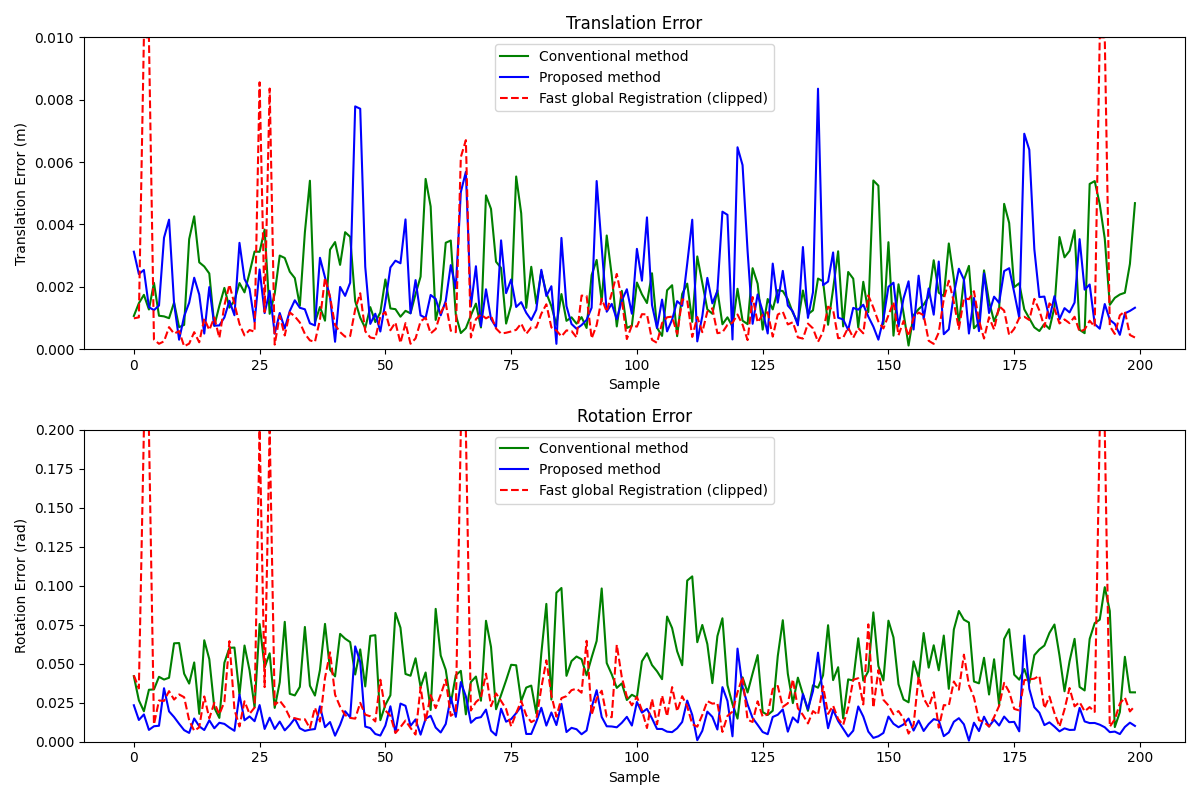 Translation Error
Translation Error (m)
0.010
0.008
0.006
0.004
0.002
0.000
Conventional method
Proposed method
Fast global Registration (clipped)
0 25 50 75 100 125 150 175 200
Sample
Rotation Error
Rotation Error (rad)
0.200
0.175
0.150
0.125
0.100
0.075
0.050
0.025
0.000
Conventional method
Proposed method
Fast global Registration (clipped)
0 25 50 75 100 125 150 175 200
Sample